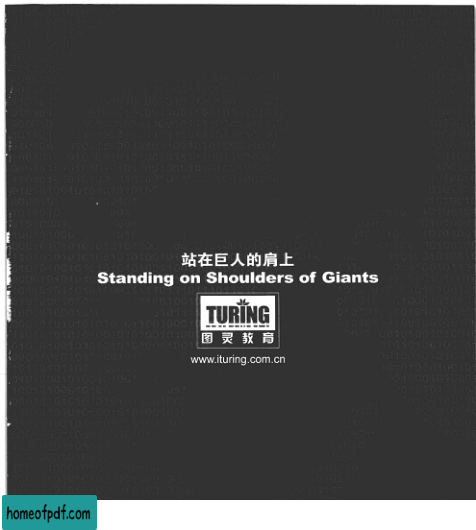 站在巨人的肩上
Standing on Shoulders of Giants
TURING
图灵教育
www.ituring.com.cn
homeofpdf.com